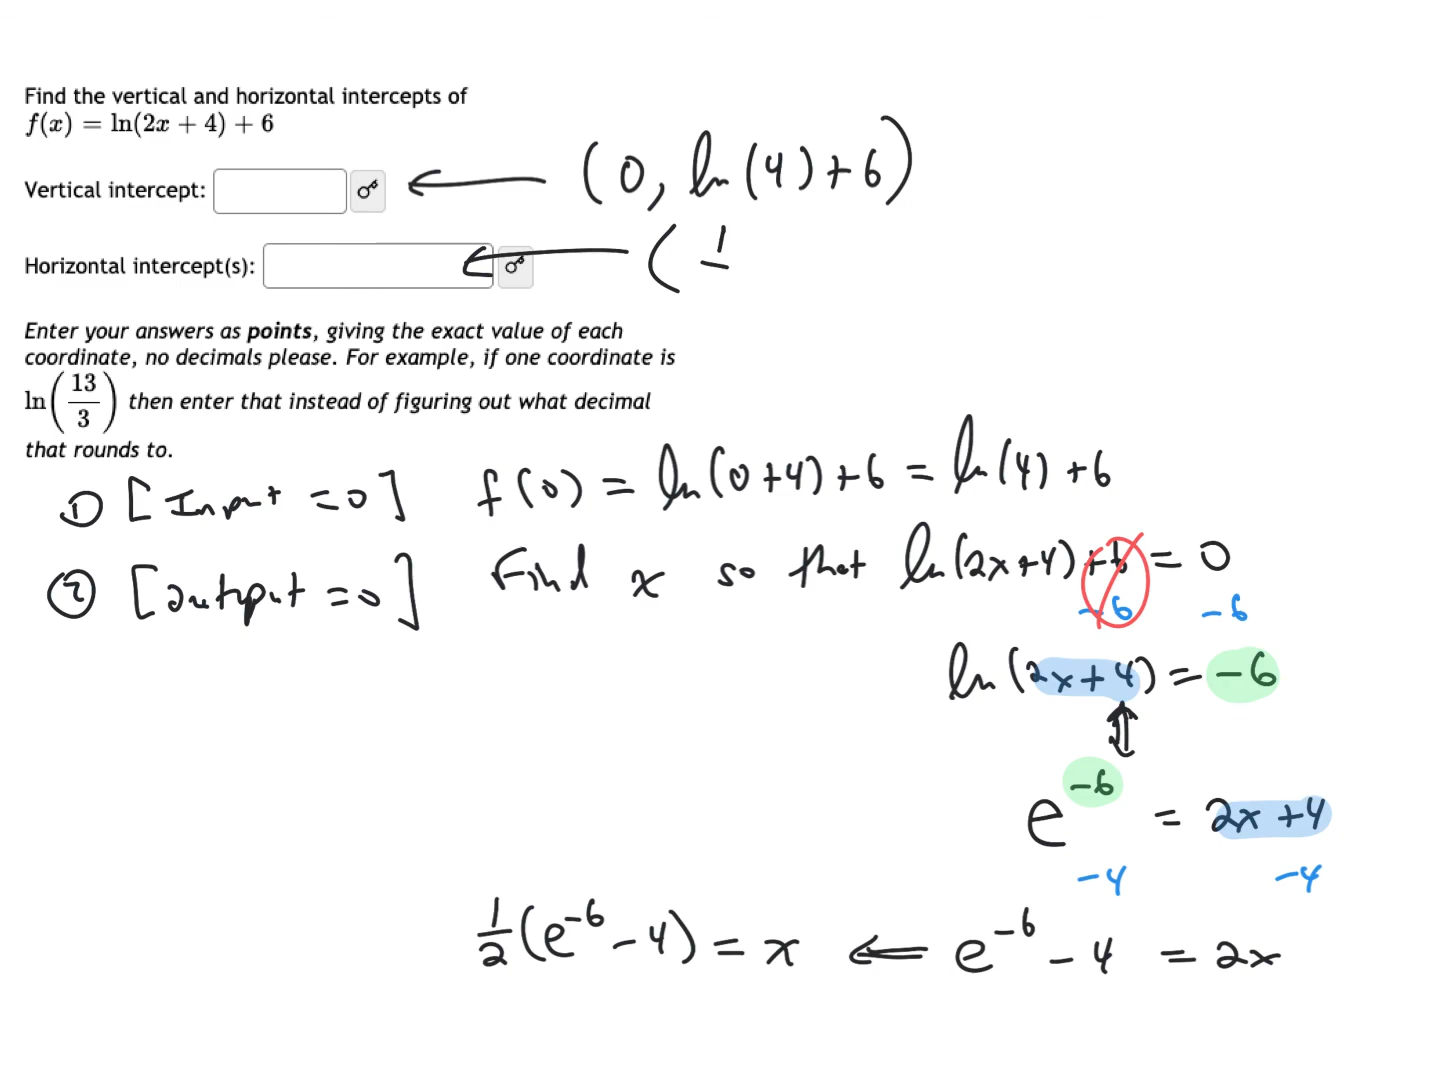 Find the vertical and horizontal intercepts of
f(x) = ln(2x + 4) + 6
Vertical intercept: ← (0, ln(4)+6)
Horizontal intercept(s): ← ( 1
Enter your answers as points, giving the exact value of each
coordinate, no decimals please. For example, if one coordinate is
ln(13/3) then enter that instead of figuring out what decimal
that rounds to.
① [Input = 0] f(0) = ln(0+4)+6 = ln(4)+6
② [output = 0] Find x so that ln(2x+4)+6 = 0
-6 -6
ln(2x+4) = -6
⇕
e^-6 = 2x+4
-4 -4
1/2(e^-6 - 4) = x ⇐ e^-6 - 4 = 2x